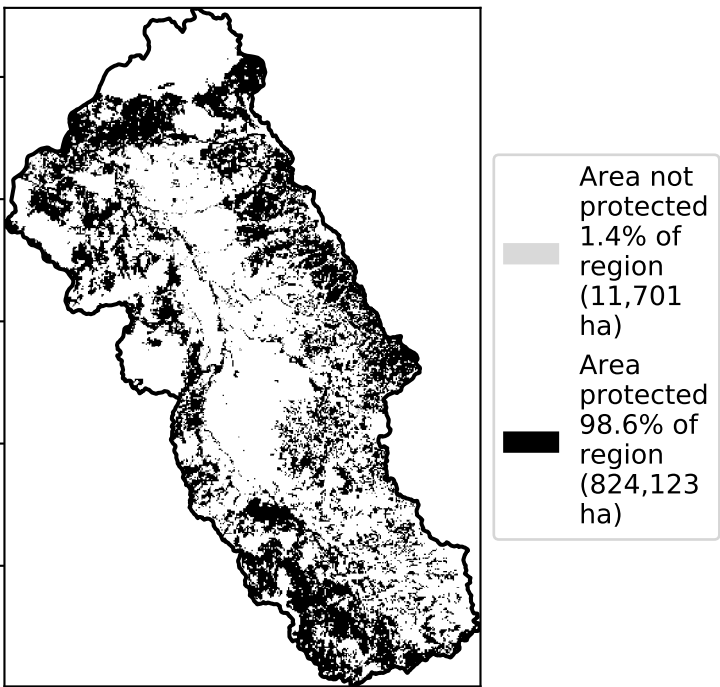 Area not
protected
1.4% of
region
(11,701
ha)
Area
protected
98.6% of
region
(824,123
ha)